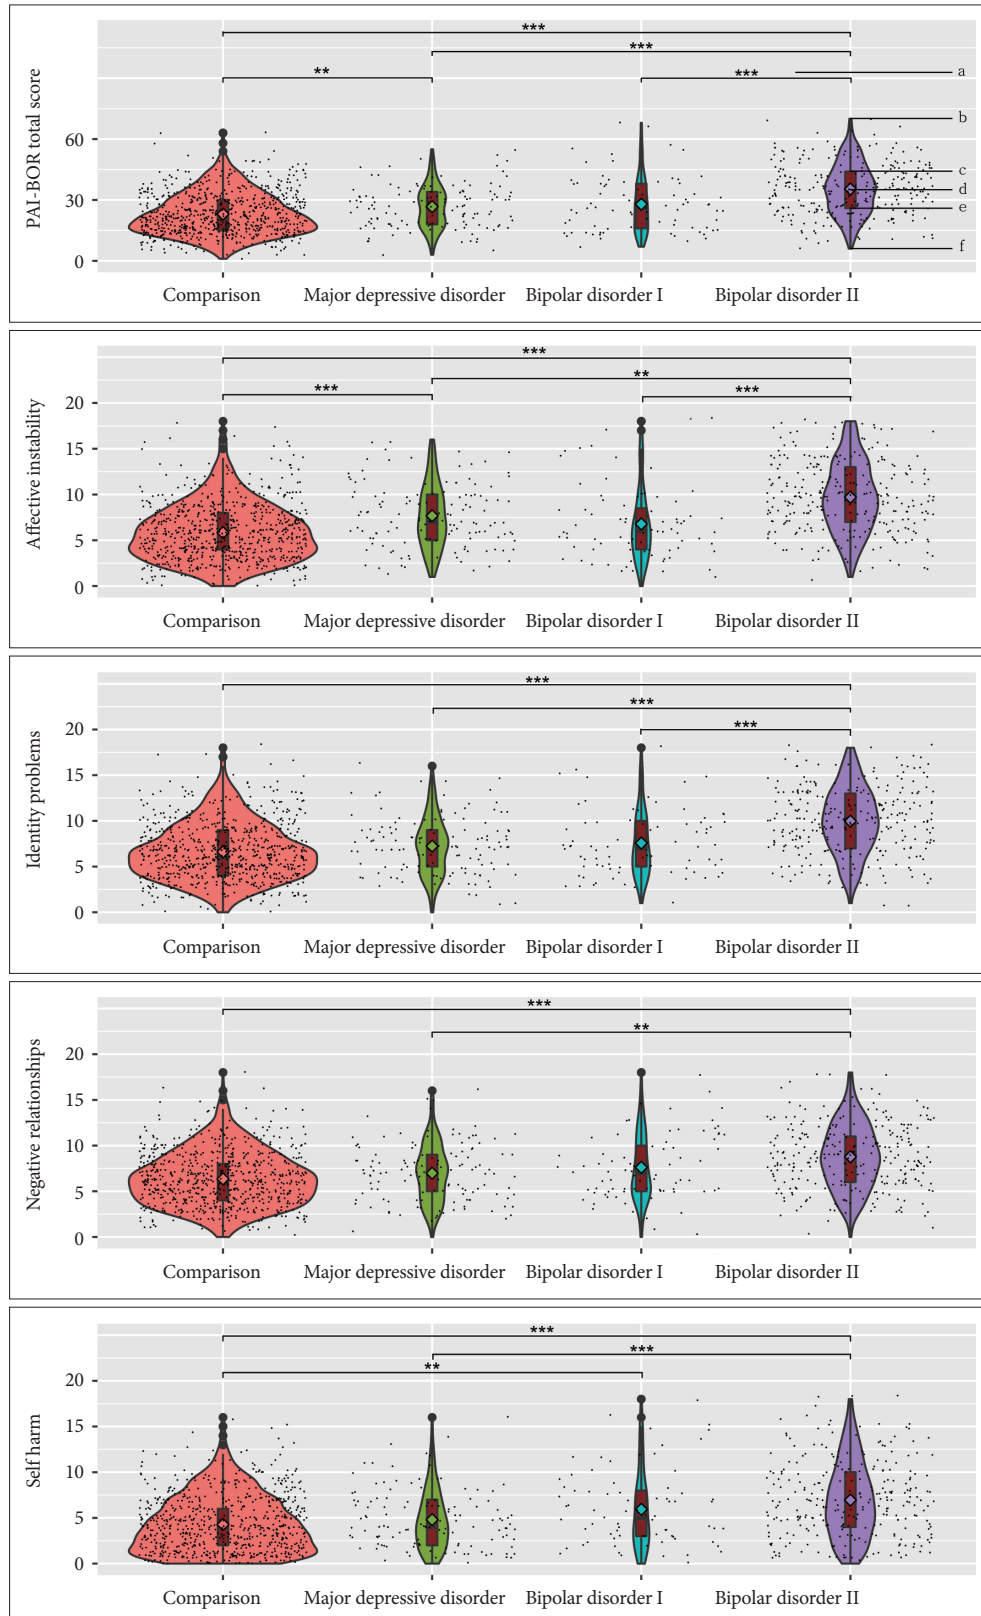 ***
***
**
***
a
b
c
d
e
f
PAI-BOR total score
60
30
0
Comparison
Major depressive disorder
Bipolar disorder I
Bipolar disorder II
***
**
***
***
Affective instability
20
15
10
5
0
Comparison
Major depressive disorder
Bipolar disorder I
Bipolar disorder II
***
***
***
Identity problems
20
15
10
5
0
Comparison
Major depressive disorder
Bipolar disorder I
Bipolar disorder II
***
**
Negative relationships
20
15
10
5
0
Comparison
Major depressive disorder
Bipolar disorder I
Bipolar disorder II
***
***
**
Self harm
20
15
10
5
0
Comparison
Major depressive disorder
Bipolar disorder I
Bipolar disorder II